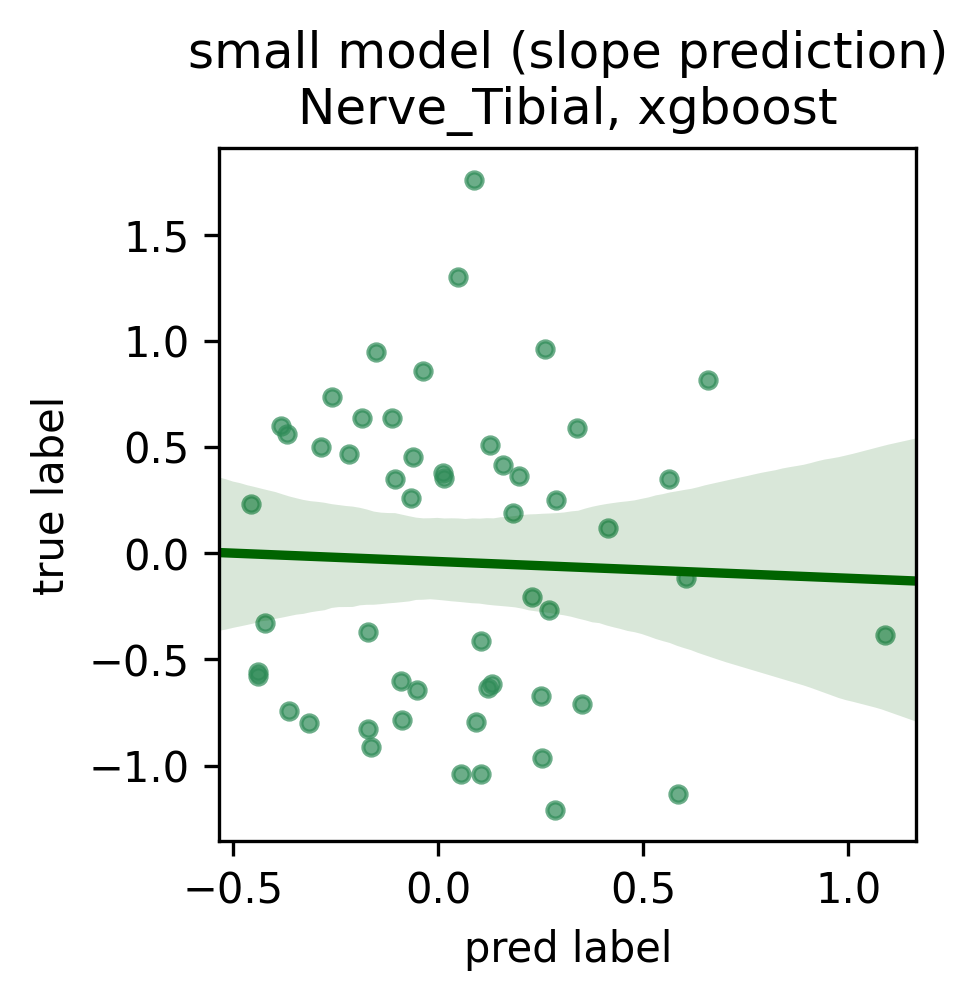 small model (slope prediction)
Nerve_Tibial, xgboost
1.5
1.0
0.5
0.0
−0.5
−1.0
true label
−0.5
0.0
0.5
1.0
pred label